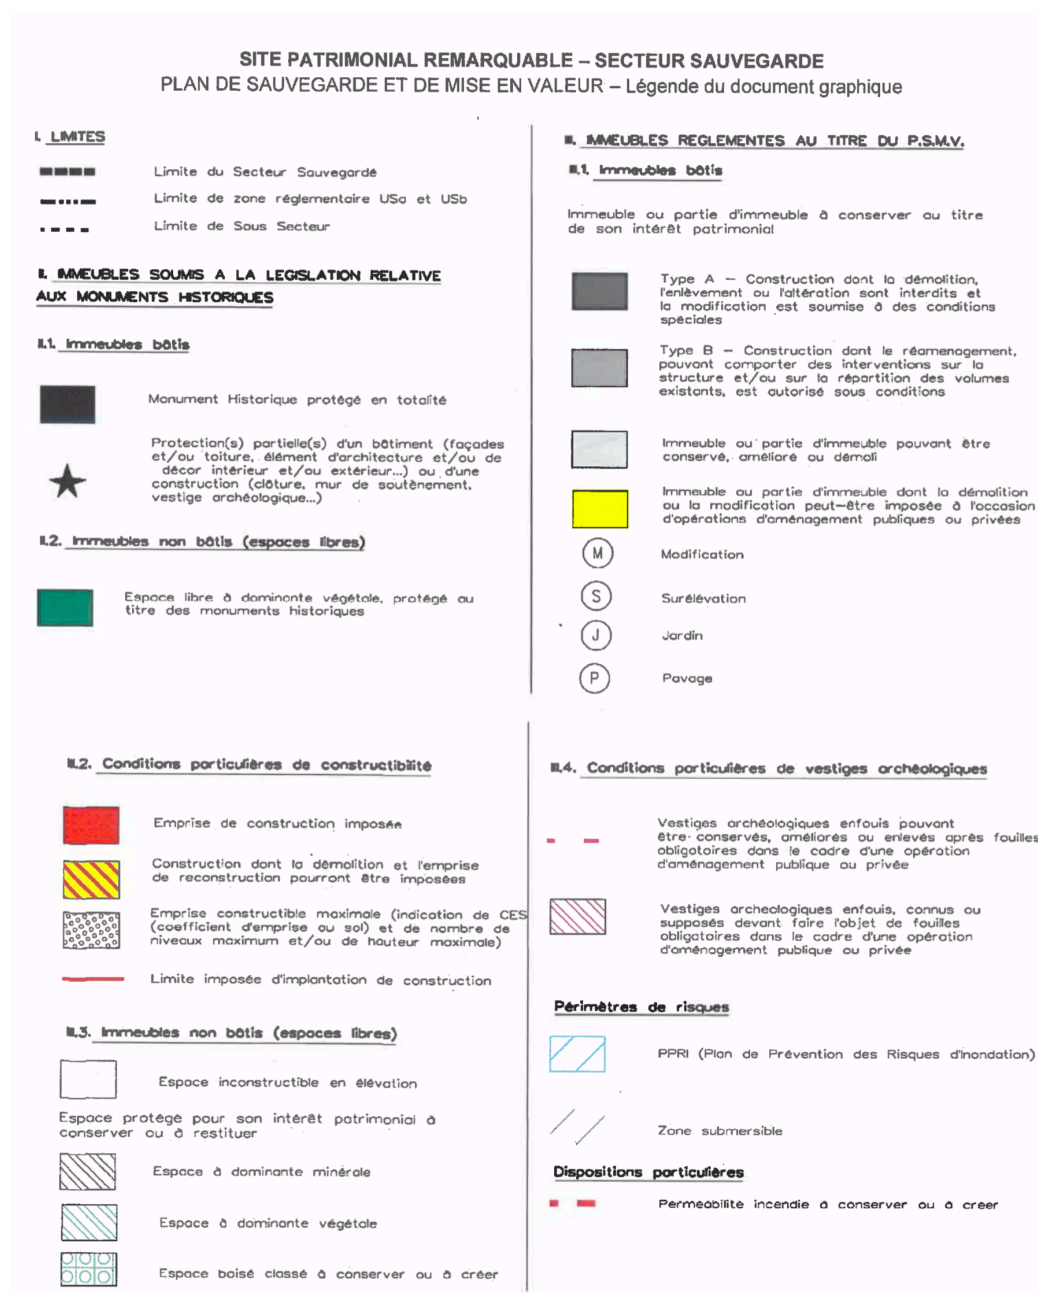 SITE PATRIMONIAL REMARQUABLE – SECTEUR SAUVEGARDE
PLAN DE SAUVEGARDE ET DE MISE EN VALEUR – Légende du document graphique
I. LIMITES
Limite du Secteur Sauvegardé
Limite de zone réglementaire USa et USb
Limite de Sous Secteur
II. IMMEUBLES SOUMIS A LA LEGISLATION RELATIVE
AUX MONUMENTS HISTORIQUES
II.1. Immeubles bâtis
Monument Historique protégé en totalité
Protection(s) partielle(s) d'un bâtiment (façades
et/ou toiture, élément d'architecture et/ou de
décor intérieur et/ou extérieur...) ou d'une
construction (clôture, mur de soutènement,
vestige archéologique...)
II.2. Immeubles non bâtis (espaces libres)
Espace libre à dominante végétale, protégé au
titre des monuments historiques
III. IMMEUBLES REGLEMENTES AU TITRE DU P.S.M.V.
III.1. Immeubles bâtis
Immeuble ou partie d'immeuble à conserver au titre
de son intérêt patrimonial
Type A – Construction dont la démolition,
l'enlèvement ou l'altération sont interdits et
la modification est soumise à des conditions
spéciales
Type B – Construction dont le réamenagement,
pouvant comporter des interventions sur la
structure et/ou sur la répartition des volumes
existants, est autorisé sous conditions
Immeuble ou partie d'immeuble pouvant être
conservé, amélioré ou démoli
Immeuble ou partie d'immeuble dont la démolition
ou la modification peut-être imposée à l'occasion
d'opérations d'aménagement publiques ou privées
M Modification
S Surélévation
J Jardin
P Pavage
III.2. Conditions particulières de constructibilité
Emprise de construction imposée
Construction dont la démolition et l'emprise
de reconstruction pourront être imposées
Emprise constructible maximale (indication de CES
(coefficient d'emprise au sol) et de nombre de
niveaux maximum et/ou de hauteur maximale)
Limite imposée d'implantation de construction
III.3. Immeubles non bâtis (espaces libres)
Espace inconstructible en élévation
Espace protégé pour son intérêt patrimonial à
conserver ou à restituer
Espace à dominante minérale
Espace à dominante végétale
Espace boisé classé à conserver ou à créer
III.4. Conditions particulières de vestiges archéologiques
Vestiges archéologiques enfouis pouvant
être conservés, améliorés ou enlevés après fouilles
obligatoires dans le cadre d'une opération
d'aménagement publique ou privée
Vestiges archeologiques enfouis, connus ou
supposés devant faire l'objet de fouilles
obligatoires dans le cadre d'une opération
d'aménagement publique ou privée
Périmètres de risques
PPRI (Plan de Prévention des Risques d'Inondation)
Zone submersible
Dispositions particulières
Permeabilité incendie à conserver ou à creer